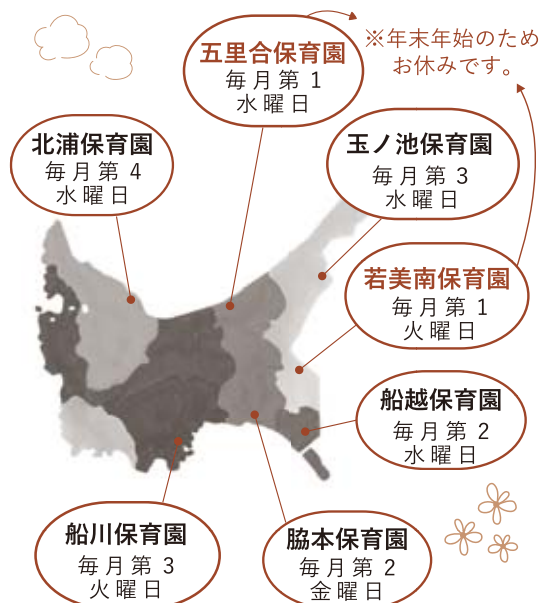 五里合保育園
毎月第1
水曜日
※年末年始のため
お休みです。
北浦保育園
毎月第4
水曜日
玉ノ池保育園
毎月第3
水曜日
若美南保育園
毎月第1
火曜日
船越保育園
毎月第2
水曜日
船川保育園
毎月第3
火曜日
脇本保育園
毎月第2
金曜日